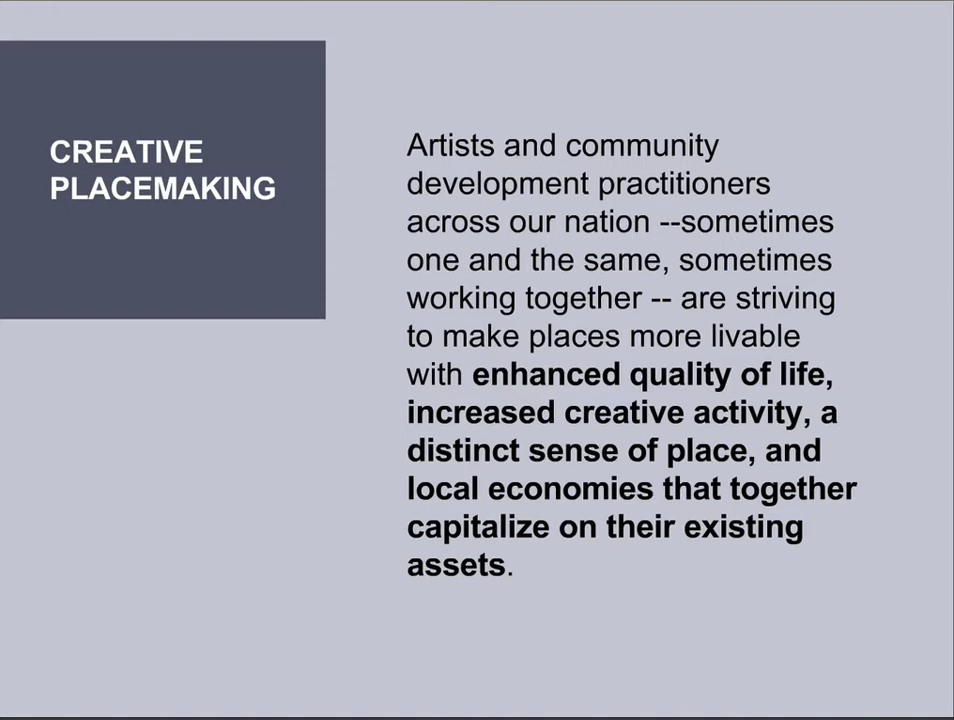 CREATIVE
PLACEMAKING
Artists and community
development practitioners
across our nation --sometimes
one and the same, sometimes
working together -- are striving
to make places more livable
with enhanced quality of life,
increased creative activity, a
distinct sense of place, and
local economies that together
capitalize on their existing
assets.